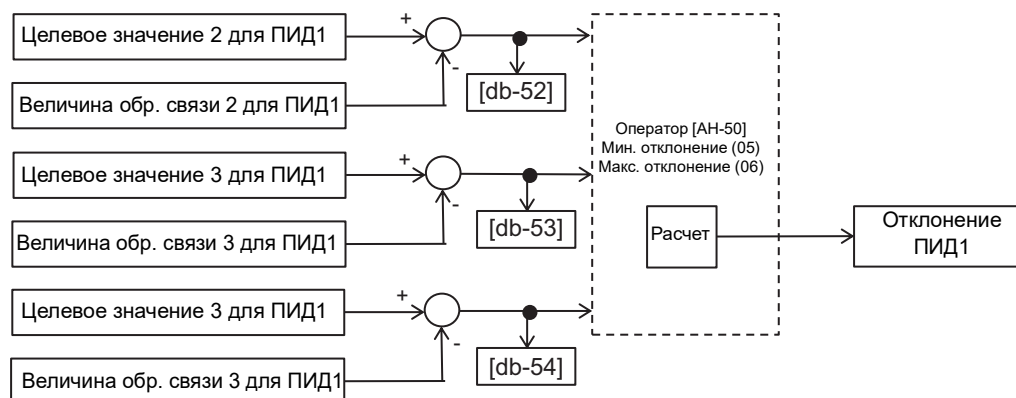 Целевое значение 2 для ПИД1
+
-
[db-52]
Величина обр. связи 2 для ПИД1
Оператор [AH-50]
Мин. отклонение (05)
Макс. отклонение (06)
Целевое значение 3 для ПИД1
+
-
[db-53]
Величина обр. связи 3 для ПИД1
Расчет
Отклонение
ПИД1
Целевое значение 3 для ПИД1
+
-
[db-54]
Величина обр. связи 3 для ПИД1